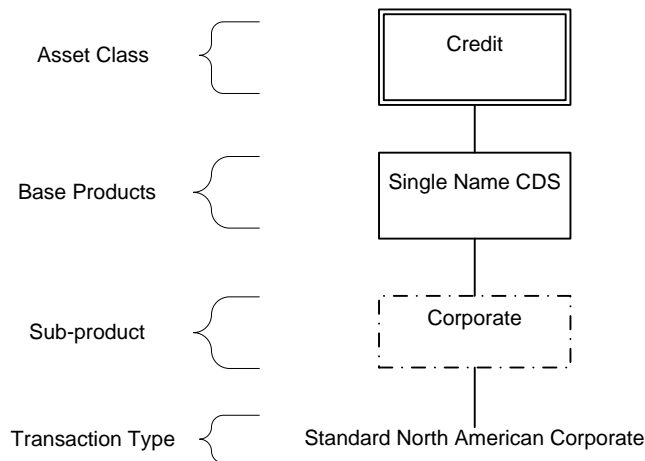 Asset Class
Credit
Base Products
Single Name CDS
Sub-product
Corporate
Transaction Type
Standard North American Corporate